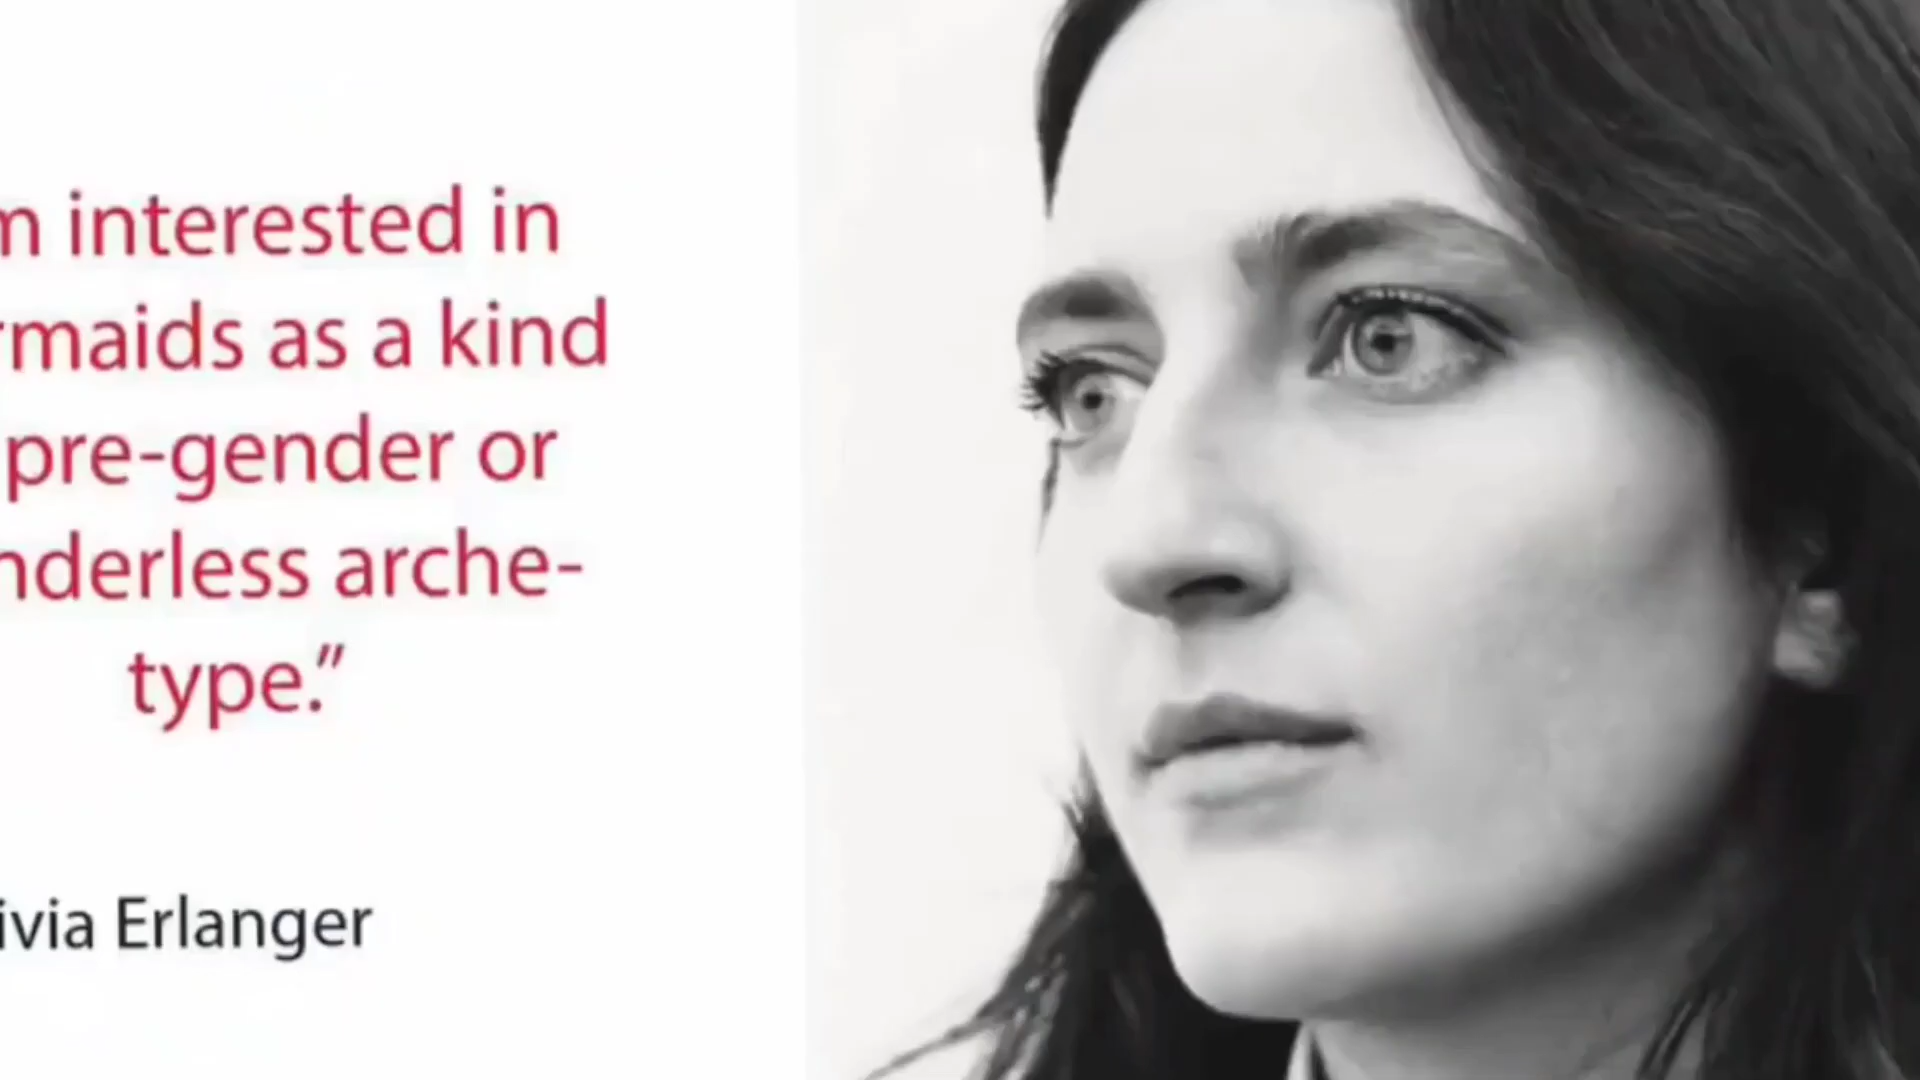 m interested in
rmaids as a kind
pre-gender or
nderless arche-
type.”
ivia Erlanger